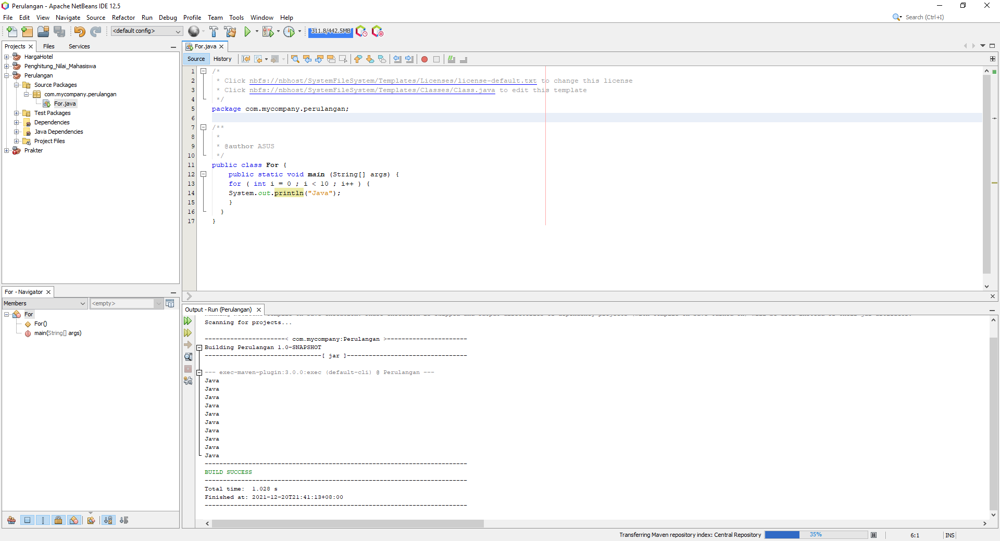 Perulangan - Apache NetBeans IDE 12.5
File Edit View Navigate Source Refactor Run Debug Profile Team Tools Window Help
Search (Ctrl+I)
<default config>
311.8/442.5MB
Projects Files Services
HargaHotel
Penghitung_Nilai_Mahasiswa
Perulangan
Source Packages
com.mycompany.perulangan
For.java
Test Packages
Dependencies
Java Dependencies
Project Files
Prakter
For - Navigator
Members <empty>
For
For()
main(String[] args)
For.java
Source History
1 /*
2 * Click nbfs://nbhost/SystemFileSystem/Templates/Licenses/license-default.txt to change this license
3 * Click nbfs://nbhost/SystemFileSystem/Templates/Classes/Class.java to edit this template
4 */
5 package com.mycompany.perulangan;
6
7 /**
8 *
9 * @author ASUS
10 */
11 public class For {
12 public static void main (String[] args) {
13 for ( int i = 0 ; i < 10 ; i++ ) {
14 System.out.println("Java");
15 }
16 }
17 }
Output - Run (Perulangan)
Scanning for projects...
----------------------< com.mycompany:Perulangan >----------------------
Building Perulangan 1.0-SNAPSHOT
--------------------------------[ jar ]---------------------------------
--- exec-maven-plugin:3.0.0:exec (default-cli) @ Perulangan ---
Java
Java
Java
Java
Java
Java
Java
Java
Java
Java
------------------------------------------------------------------------
BUILD SUCCESS
------------------------------------------------------------------------
Total time:  1.028 s
Finished at: 2021-12-20T21:41:13+08:00
------------------------------------------------------------------------
Transferring Maven repository index: Central Repository 35% 6:1 INS